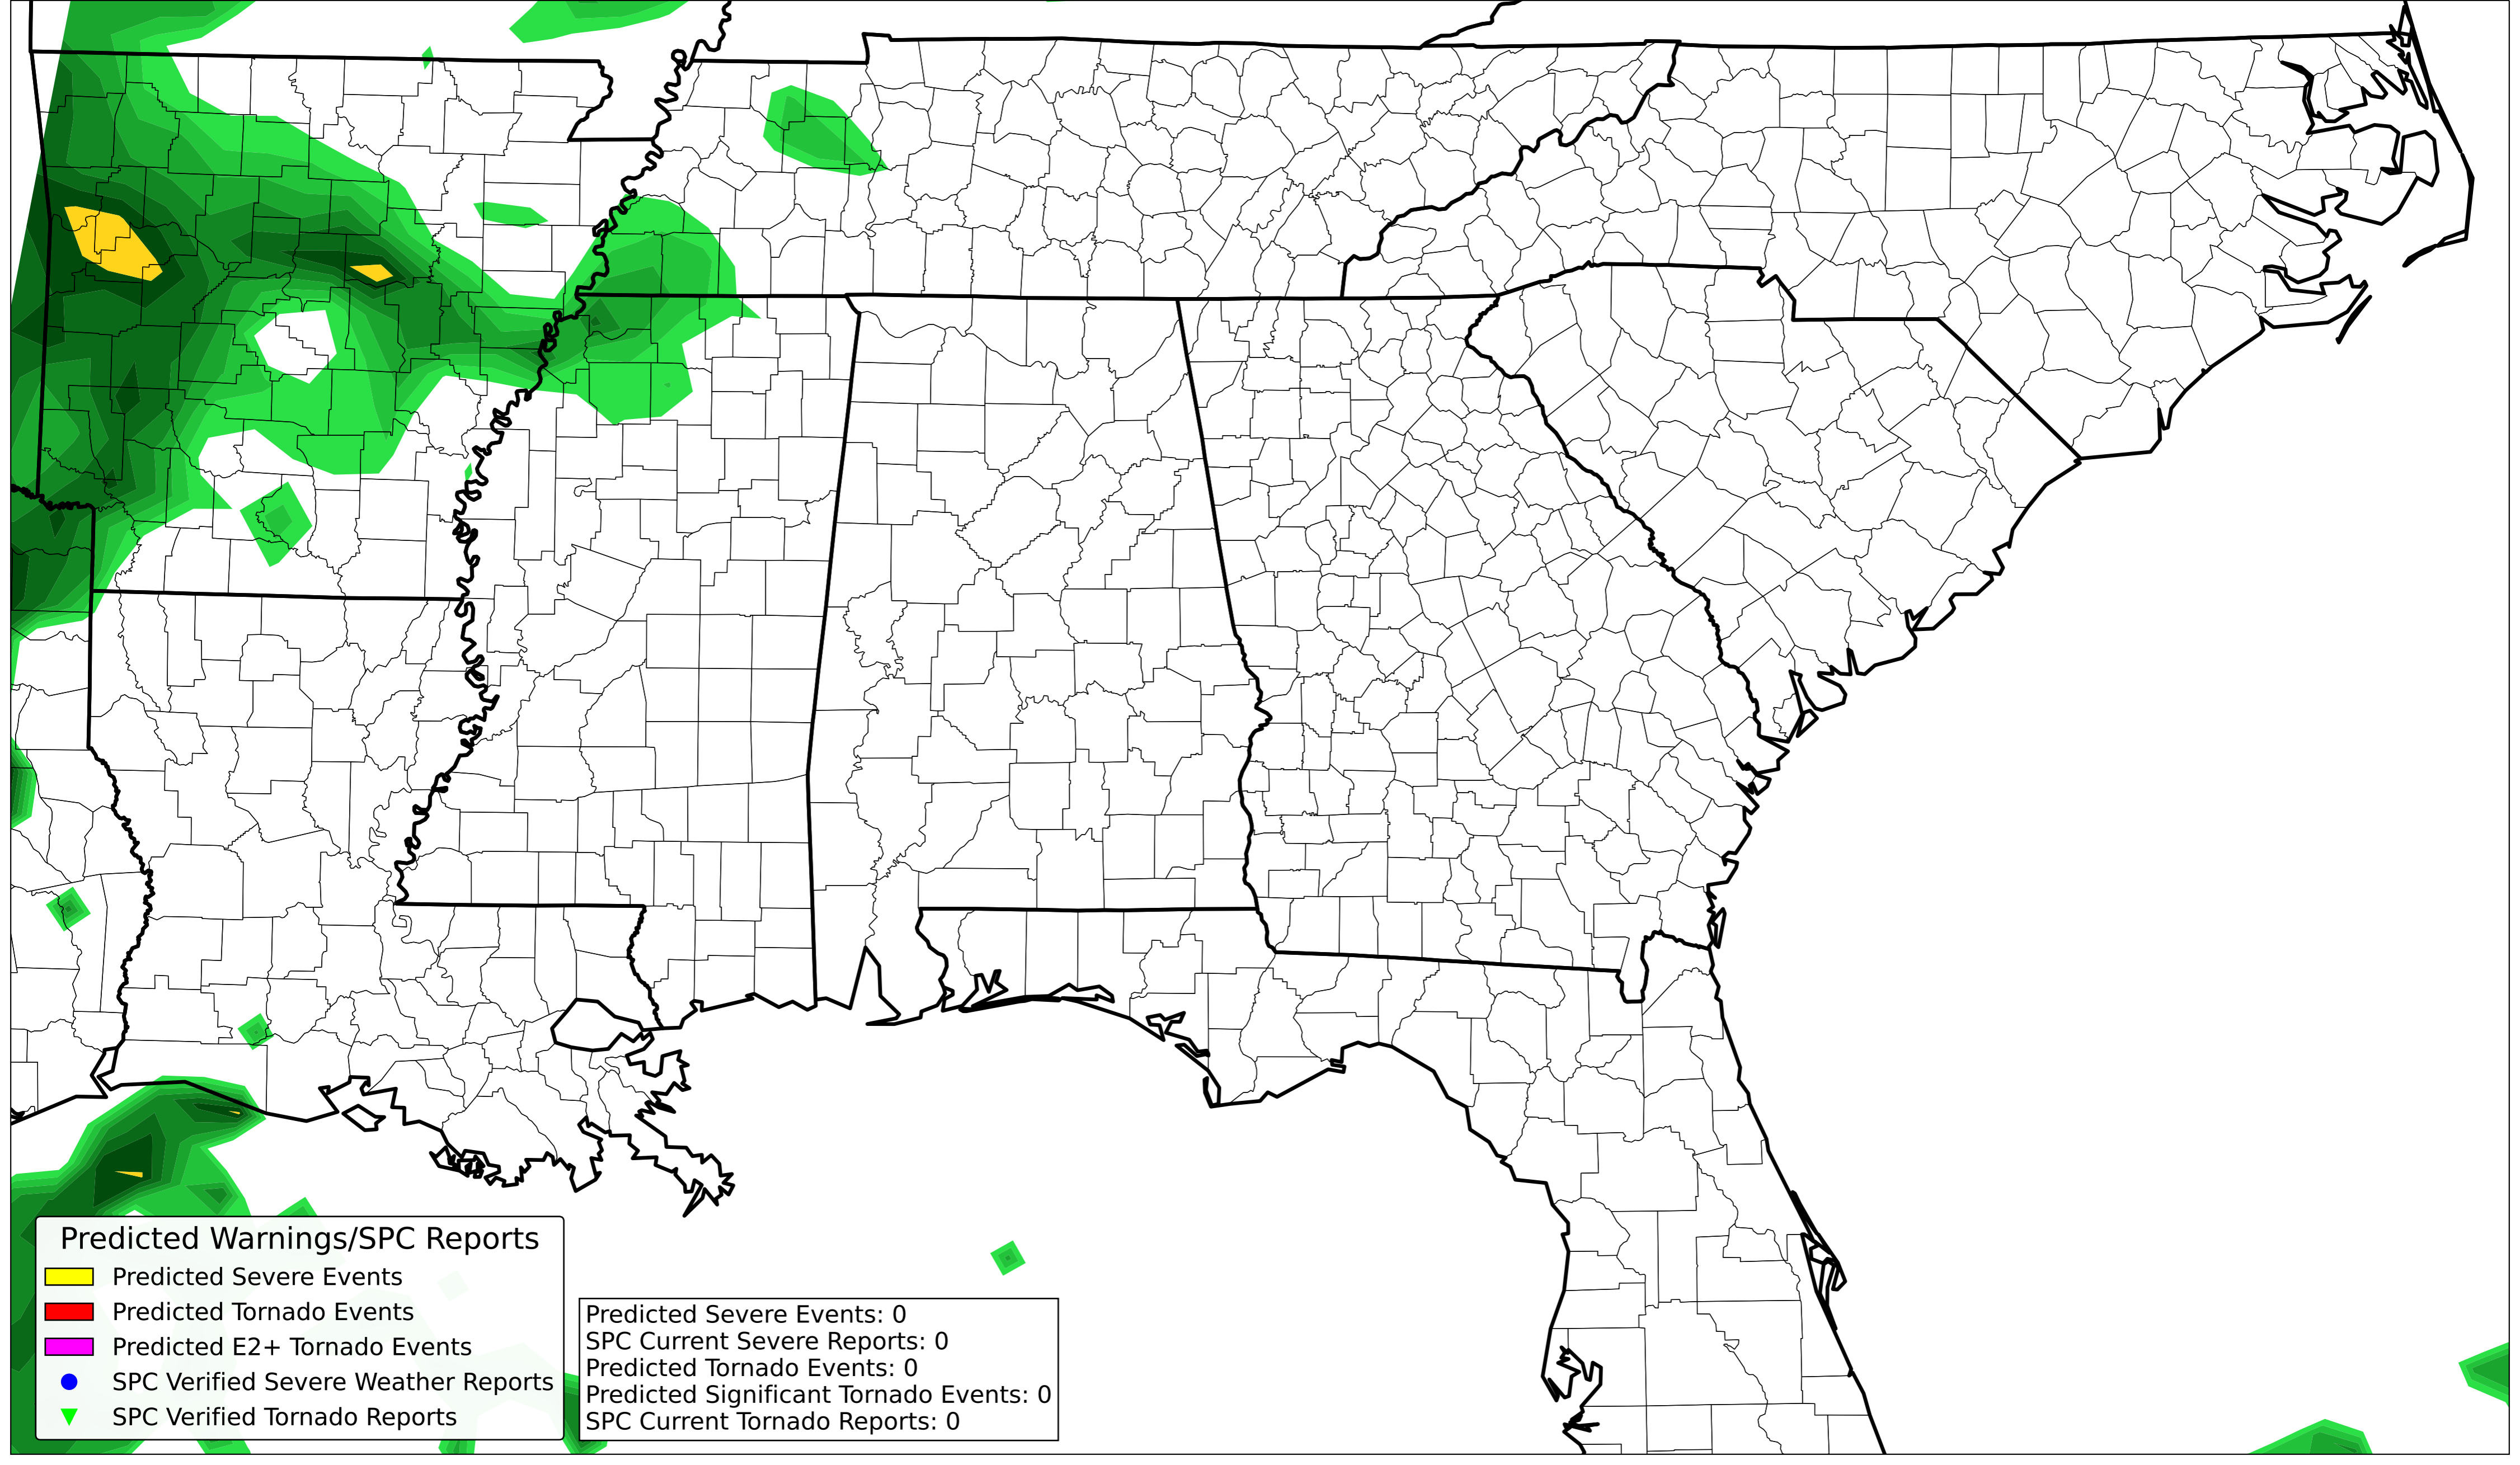 Predicted Warnings/SPC Reports
Predicted Severe Events
Predicted Tornado Events
Predicted E2+ Tornado Events
SPC Verified Severe Weather Reports
SPC Verified Tornado Reports
Predicted Severe Events: 0
SPC Current Severe Reports: 0
Predicted Tornado Events: 0
Predicted Significant Tornado Events: 0
SPC Current Tornado Reports: 0